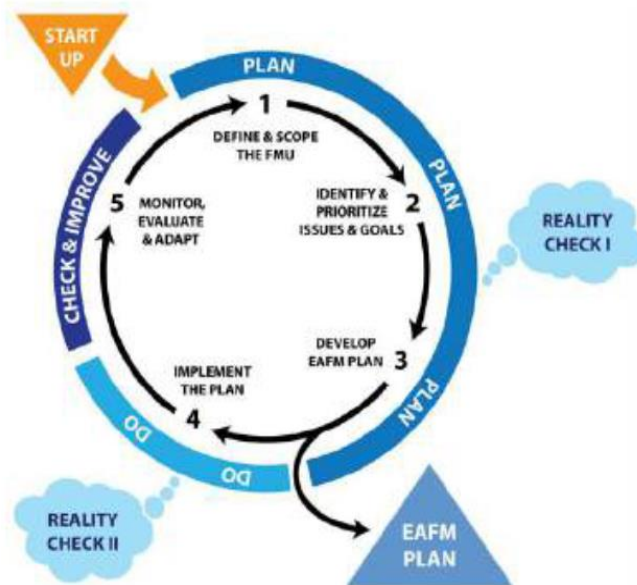 START
UP
PLAN
1
DEFINE & SCOPE
THE FMU
PLAN
2
IDENTIFY &
PRIORITIZE
ISSUES & GOALS
REALITY
CHECK I
3
DEVELOP
EAFM PLAN
PLAN
EAFM
PLAN
4
IMPLEMENT
THE PLAN
DO
DO
REALITY
CHECK II
5
MONITOR,
EVALUATE
& ADAPT
CHECK & IMPROVE